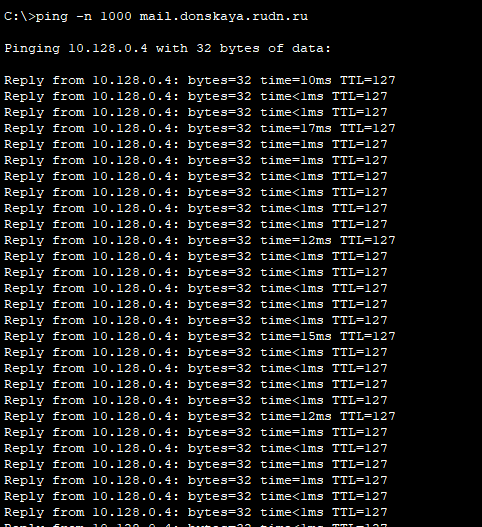 C:\>ping -n 1000 mail.donskaya.rudn.ru
Pinging 10.128.0.4 with 32 bytes of data:
Reply from 10.128.0.4: bytes=32 time=10ms TTL=127
Reply from 10.128.0.4: bytes=32 time<1ms TTL=127
Reply from 10.128.0.4: bytes=32 time<1ms TTL=127
Reply from 10.128.0.4: bytes=32 time=17ms TTL=127
Reply from 10.128.0.4: bytes=32 time=1ms TTL=127
Reply from 10.128.0.4: bytes=32 time=1ms TTL=127
Reply from 10.128.0.4: bytes=32 time<1ms TTL=127
Reply from 10.128.0.4: bytes=32 time=1ms TTL=127
Reply from 10.128.0.4: bytes=32 time<1ms TTL=127
Reply from 10.128.0.4: bytes=32 time<1ms TTL=127
Reply from 10.128.0.4: bytes=32 time=12ms TTL=127
Reply from 10.128.0.4: bytes=32 time<1ms TTL=127
Reply from 10.128.0.4: bytes=32 time<1ms TTL=127
Reply from 10.128.0.4: bytes=32 time<1ms TTL=127
Reply from 10.128.0.4: bytes=32 time<1ms TTL=127
Reply from 10.128.0.4: bytes=32 time<1ms TTL=127
Reply from 10.128.0.4: bytes=32 time=15ms TTL=127
Reply from 10.128.0.4: bytes=32 time<1ms TTL=127
Reply from 10.128.0.4: bytes=32 time<1ms TTL=127
Reply from 10.128.0.4: bytes=32 time<1ms TTL=127
Reply from 10.128.0.4: bytes=32 time<1ms TTL=127
Reply from 10.128.0.4: bytes=32 time=12ms TTL=127
Reply from 10.128.0.4: bytes=32 time=1ms TTL=127
Reply from 10.128.0.4: bytes=32 time<1ms TTL=127
Reply from 10.128.0.4: bytes=32 time=1ms TTL=127
Reply from 10.128.0.4: bytes=32 time=1ms TTL=127
Reply from 10.128.0.4: bytes=32 time<1ms TTL=127
Reply from 10.128.0.4: bytes=32 time<1ms TTL=127